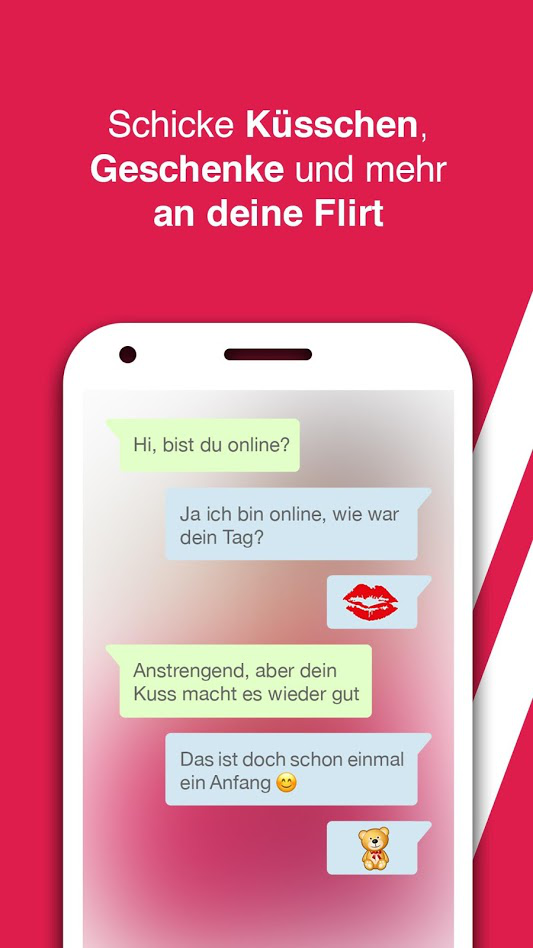 Schicke Küsschen,
Geschenke und mehr
an deine Flirt
Hi, bist du online?
Ja ich bin online, wie war
dein Tag?
Anstrengend, aber dein
Kuss macht es wieder gut
Das ist doch schon einmal
ein Anfang 😊